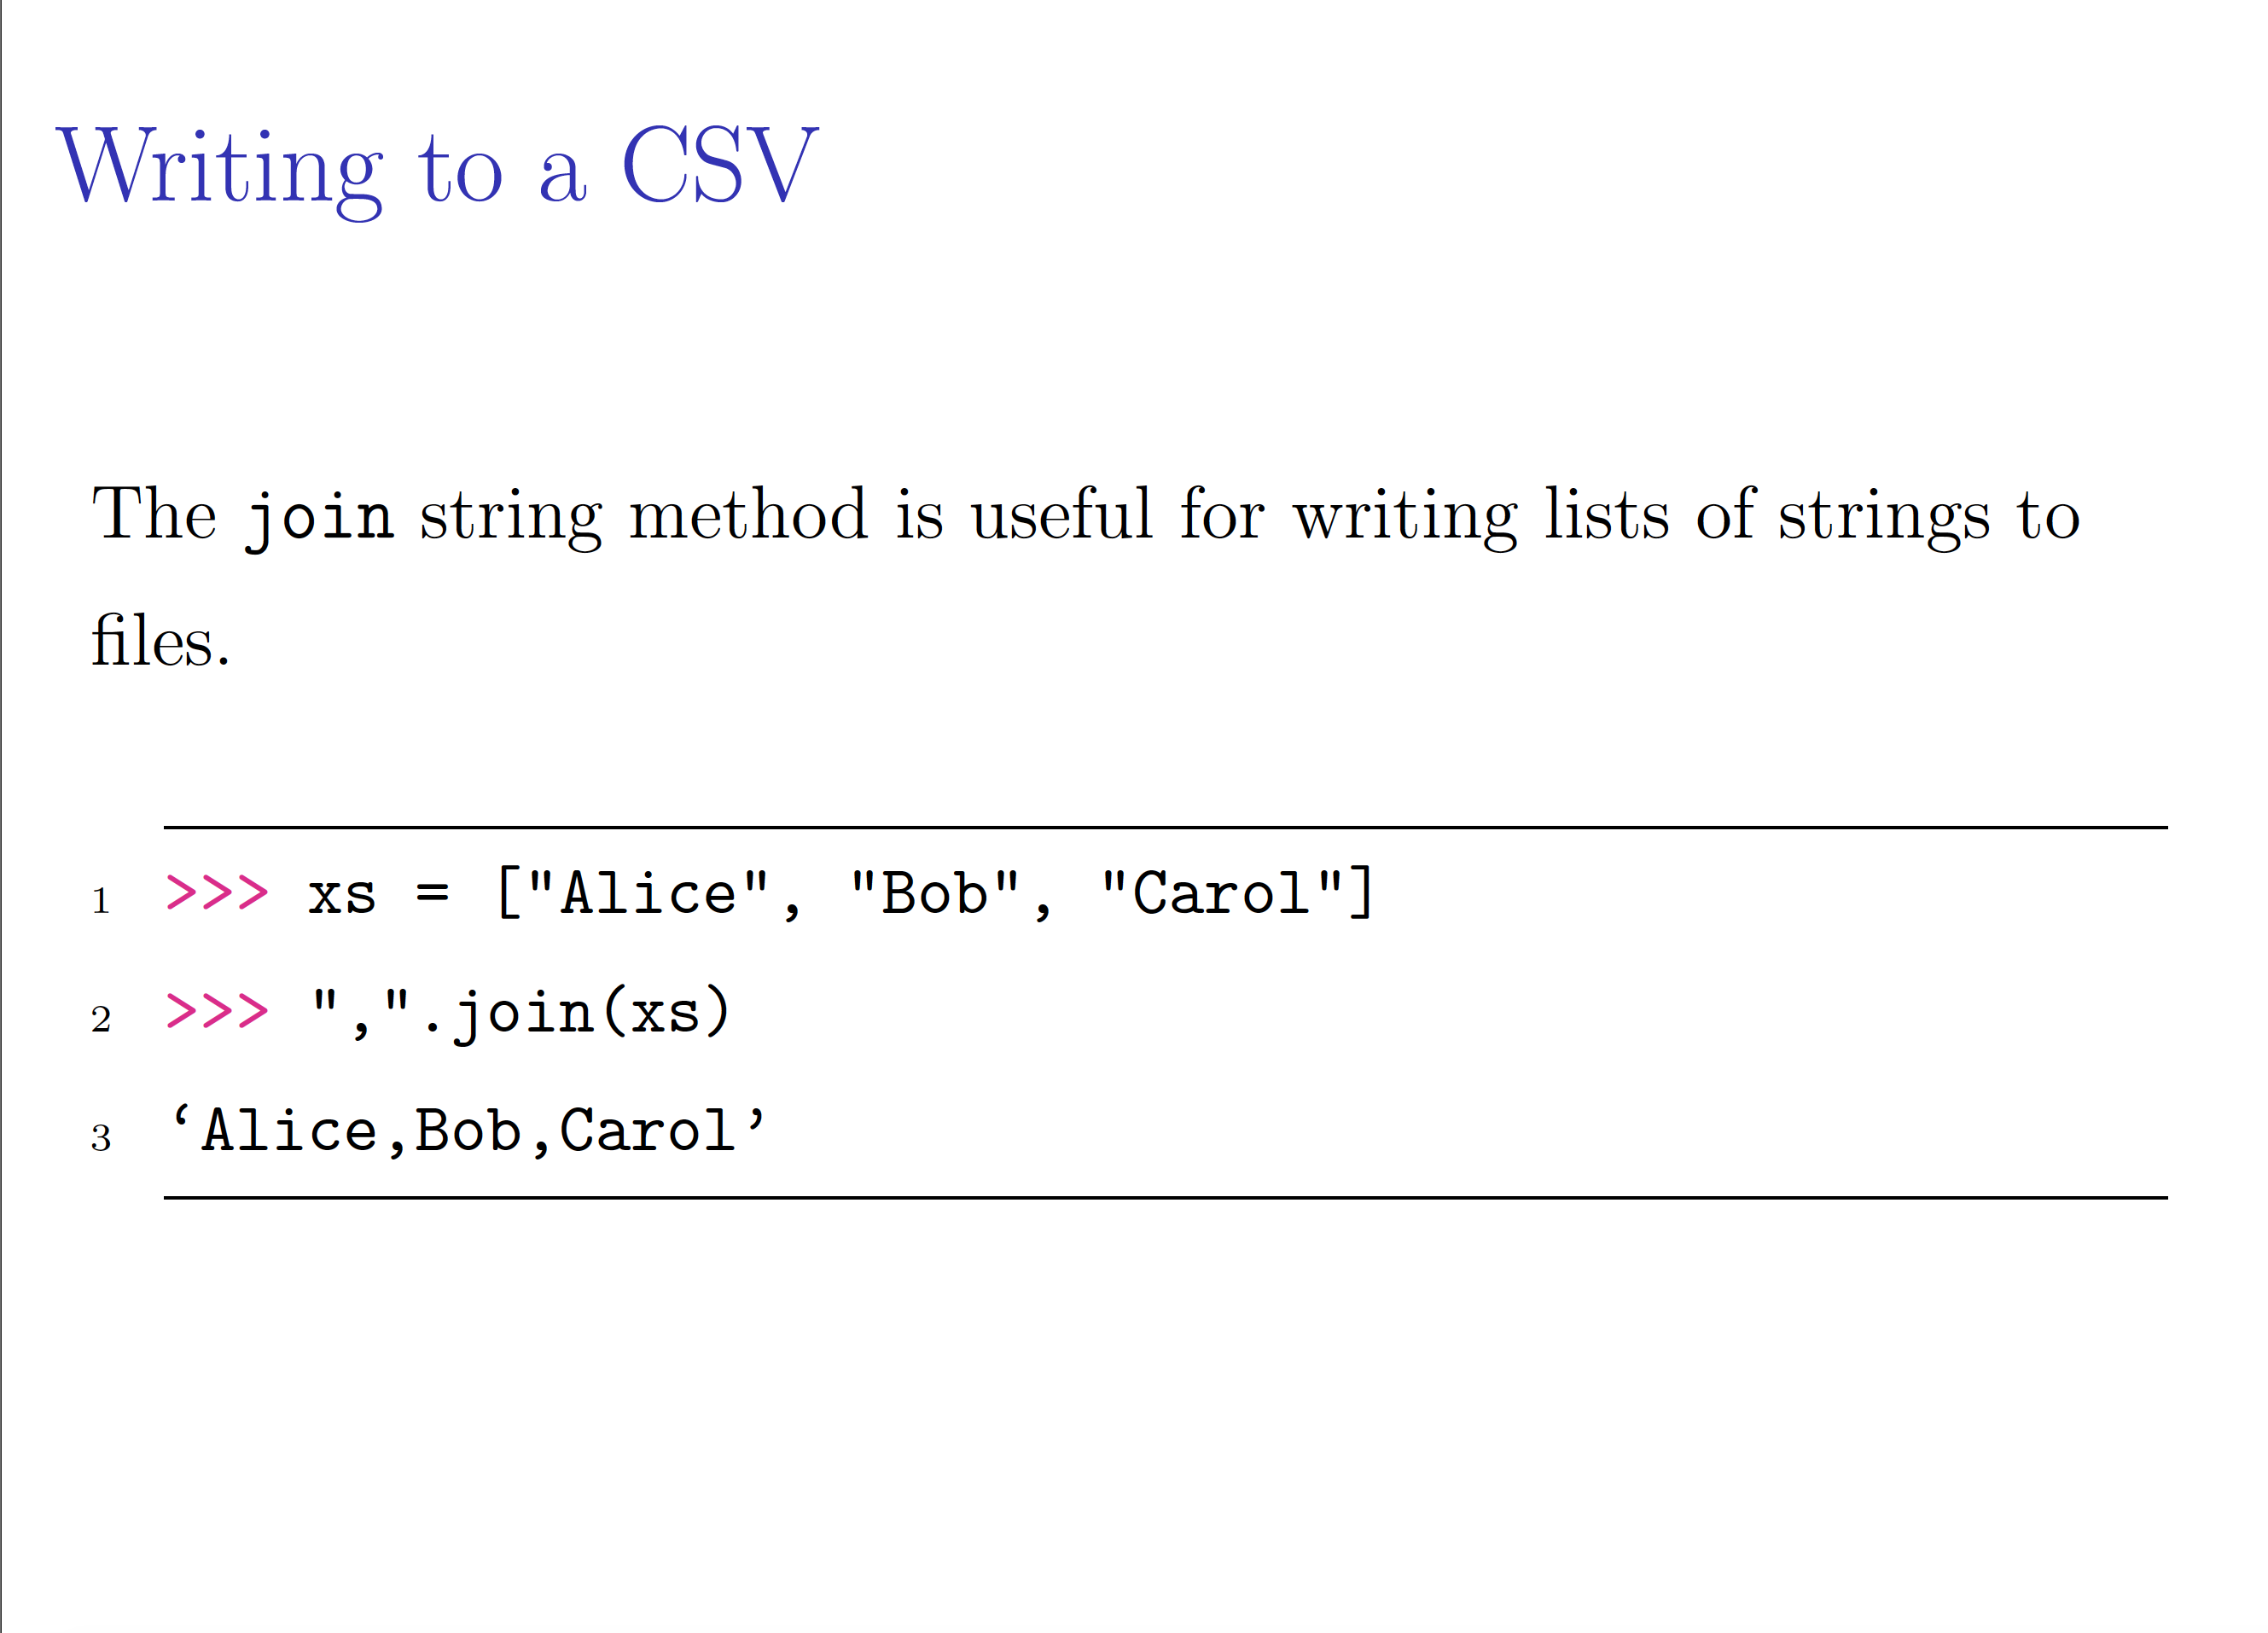 Writing to a CSV
The join string method is useful for writing lists of strings to
files.
1 >>> xs = ["Alice", "Bob", "Carol"]
2 >>> ",".join(xs)
3 ‘Alice,Bob,Carol’